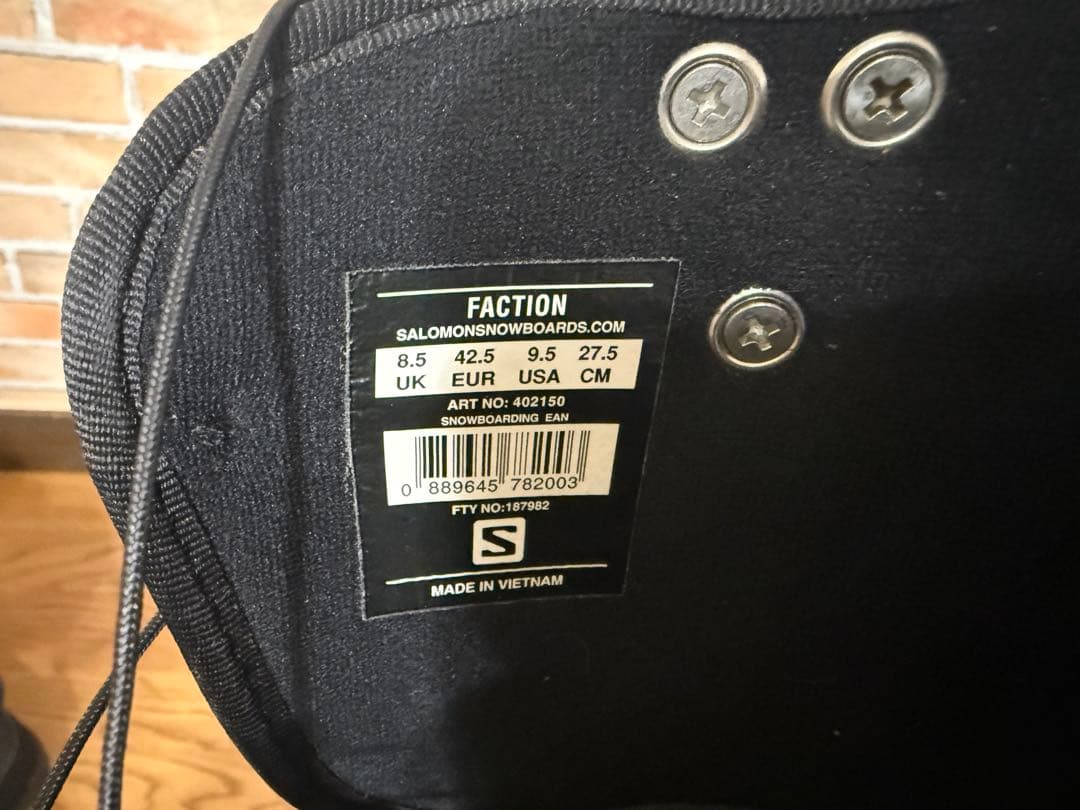 FACTION
SALOMONSNOWBOARDS.COM
8.5 42.5 9.5 27.5
UK EUR USA CM
ART NO: 402150
SNOWBOARDING EAN
0 889645 782003
FTY NO:187982
S
MADE IN VIETNAM